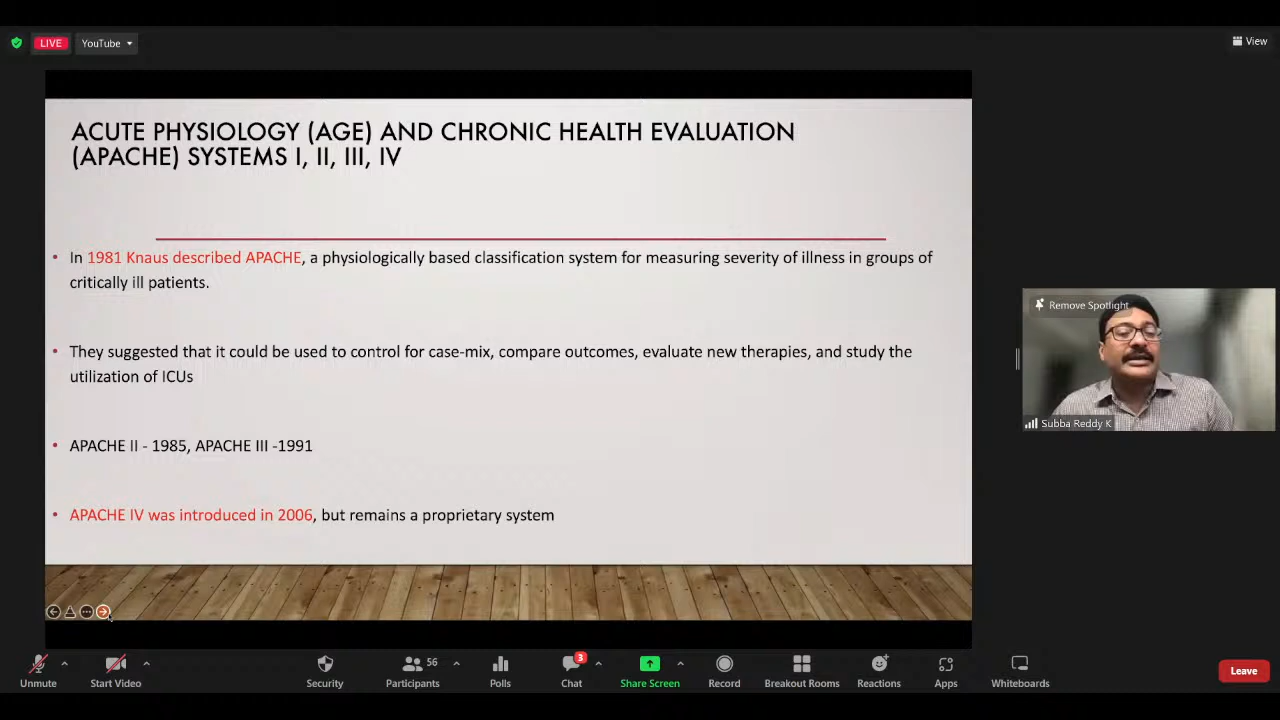 LIVE
YouTube
View
ACUTE PHYSIOLOGY (AGE) AND CHRONIC HEALTH EVALUATION
(APACHE) SYSTEMS I, II, III, IV
• In 1981 Knaus described APACHE, a physiologically based classification system for measuring severity of illness in groups of
critically ill patients.
• They suggested that it could be used to control for case-mix, compare outcomes, evaluate new therapies, and study the
utilization of ICUs
• APACHE II - 1985, APACHE III -1991
• APACHE IV was introduced in 2006, but remains a proprietary system
Remove Spotlight
Subba Reddy K
Unmute
Start Video
Security
56
Participants
Polls
3
Chat
Share Screen
Record
Breakout Rooms
Reactions
Apps
Whiteboards
Leave